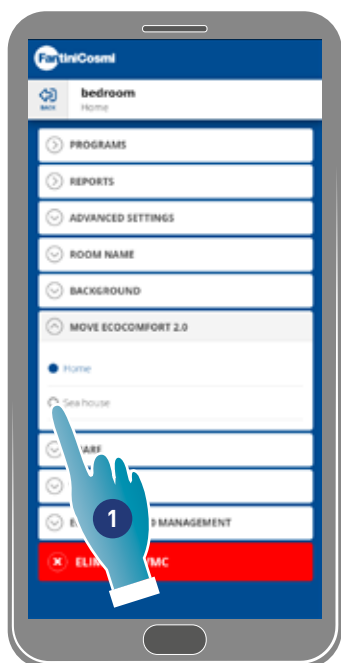 FantiniCosmi
BACK
bedroom
Home
PROGRAMS
REPORTS
ADVANCED SETTINGS
ROOM NAME
BACKGROUND
MOVE ECOCOMFORT 2.0
Home
Sea house
MANAGEMENT
1